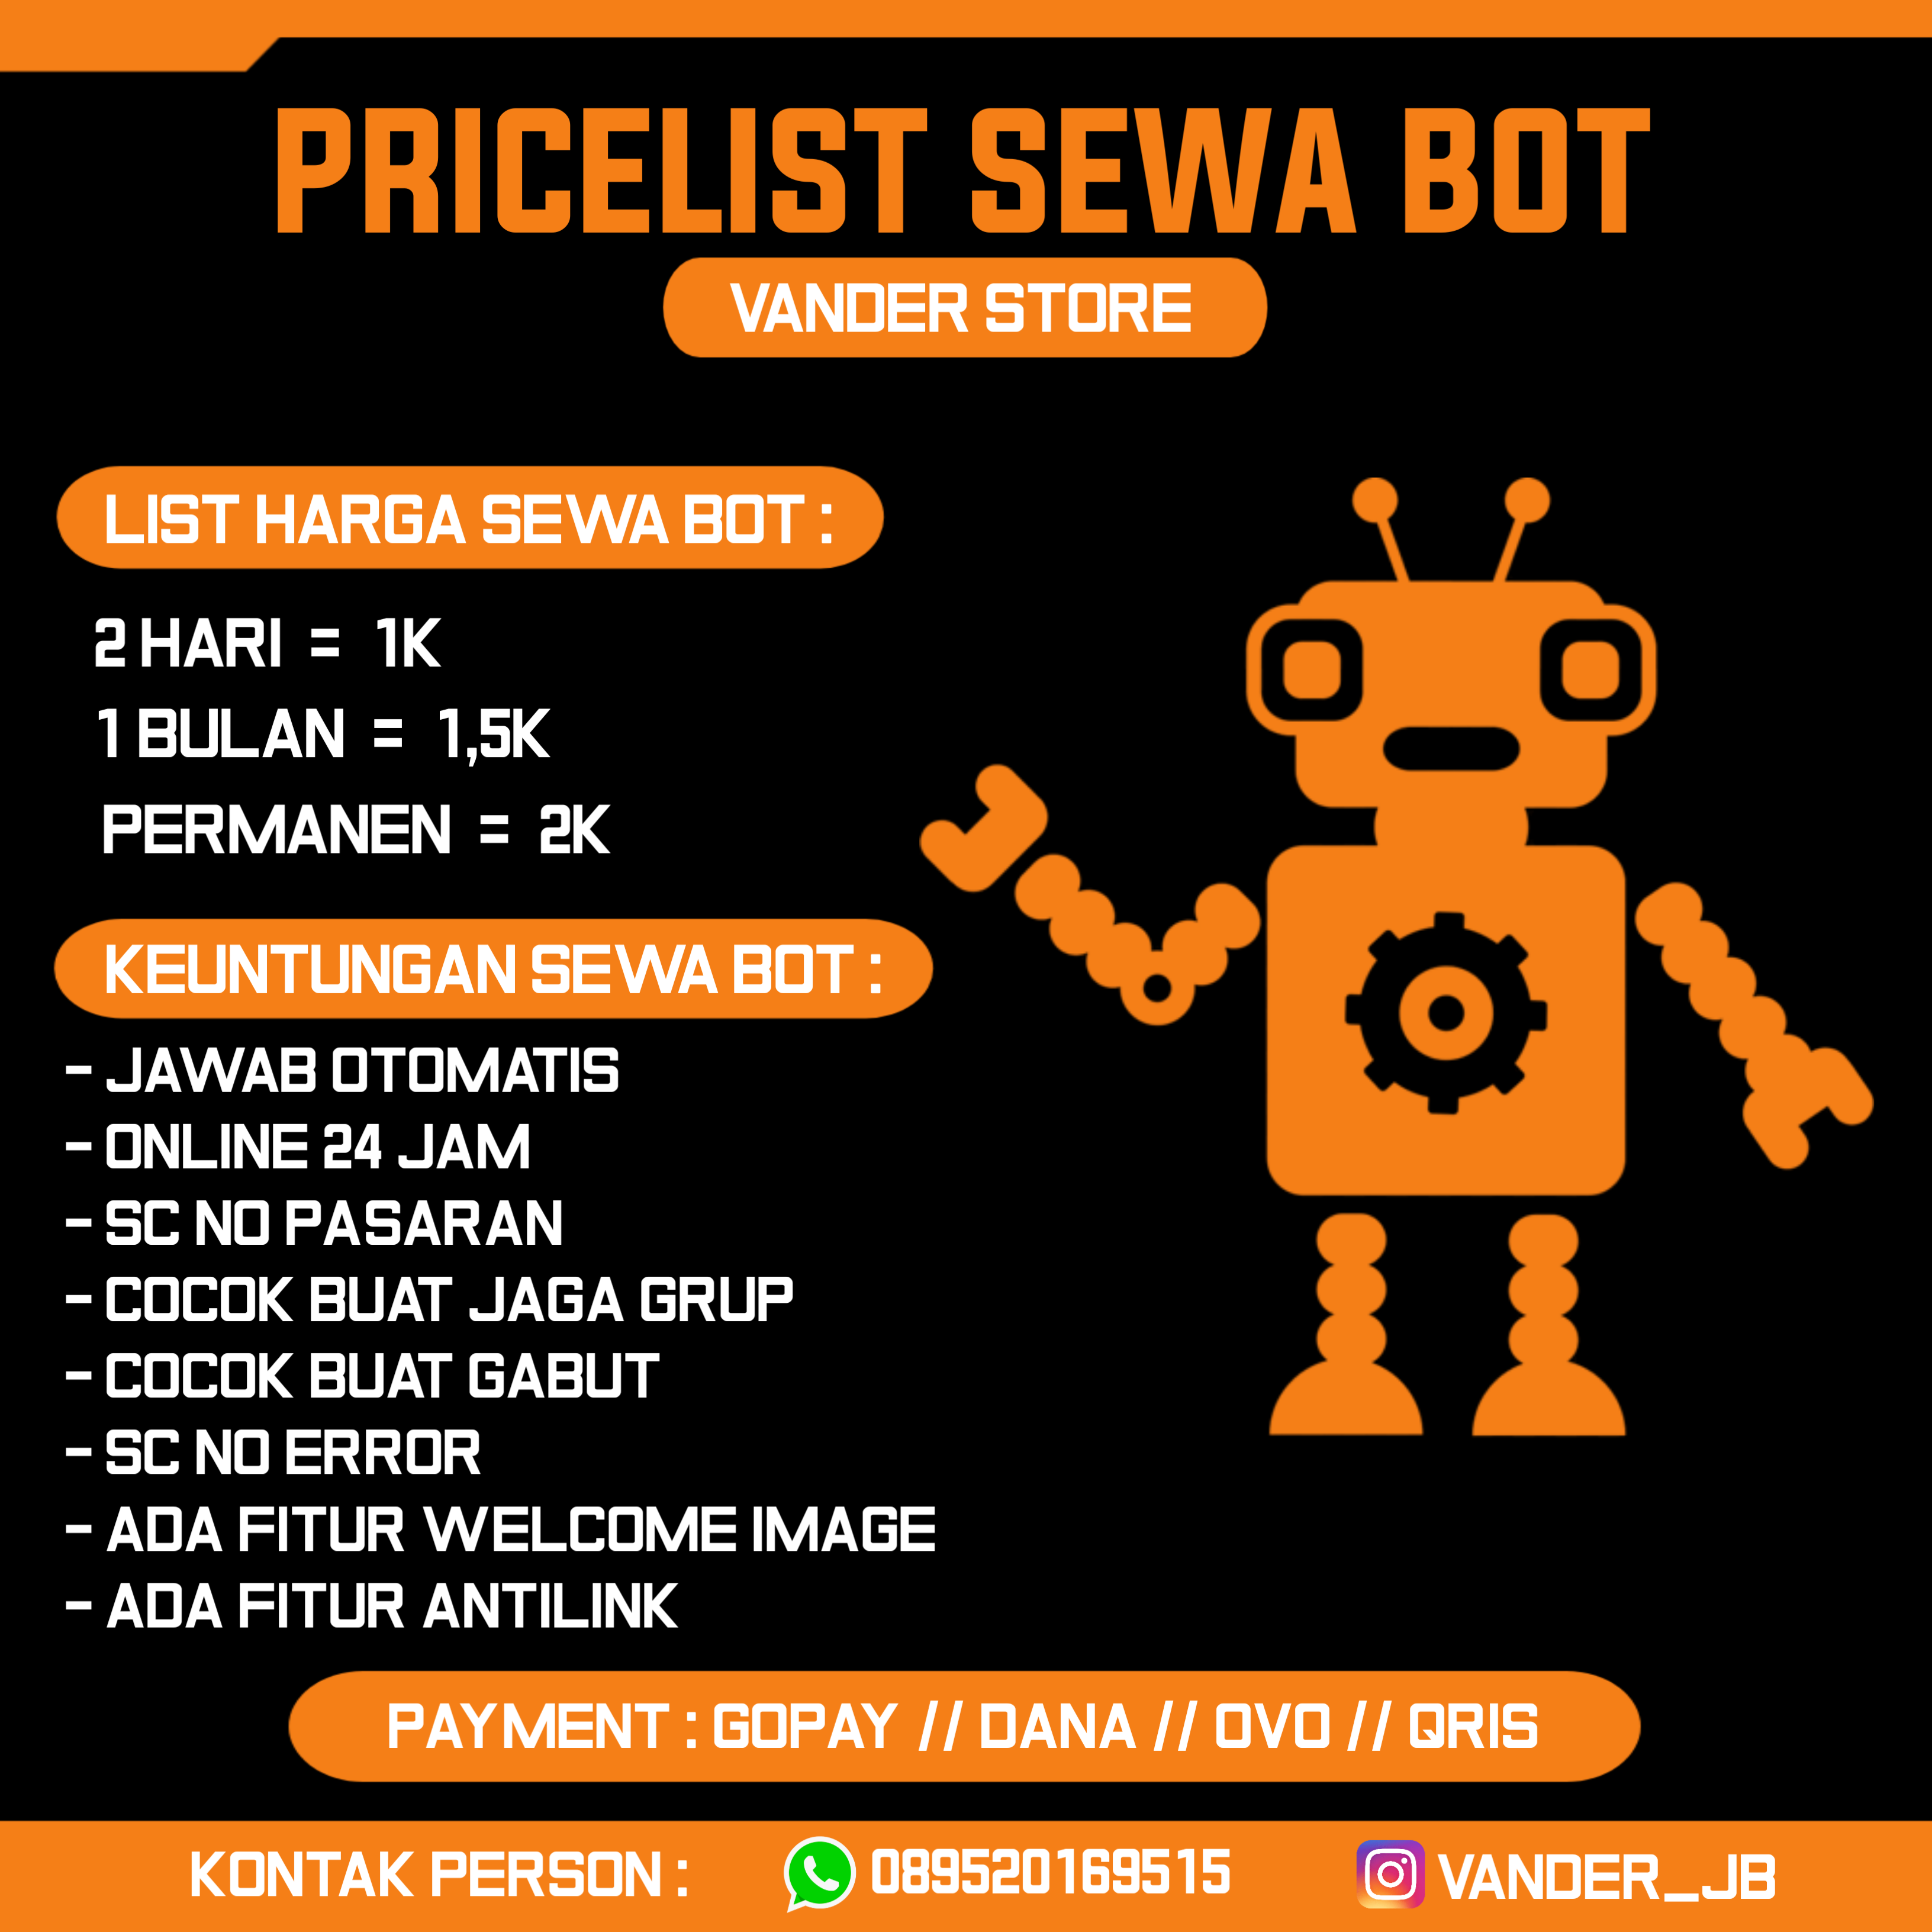 PRICELIST SEWA BOT
VANDER STORE
LIST HARGA SEWA BOT :
2 HARI = 1K
1 BULAN = 1,5K
PERMANEN = 2K
KEUNTUNGAN SEWA BOT :
- JAWAB OTOMATIS
- ONLINE 24 JAM
- SC NO PASARAN
- COCOK BUAT JAGA GRUP
- COCOK BUAT GABUT
- SC NO ERROR
- ADA FITUR WELCOME IMAGE
- ADA FITUR ANTILINK
PAYMENT : GOPAY // DANA // OVO // QRIS
KONTAK PERSON : 089520169515 VANDER_JB